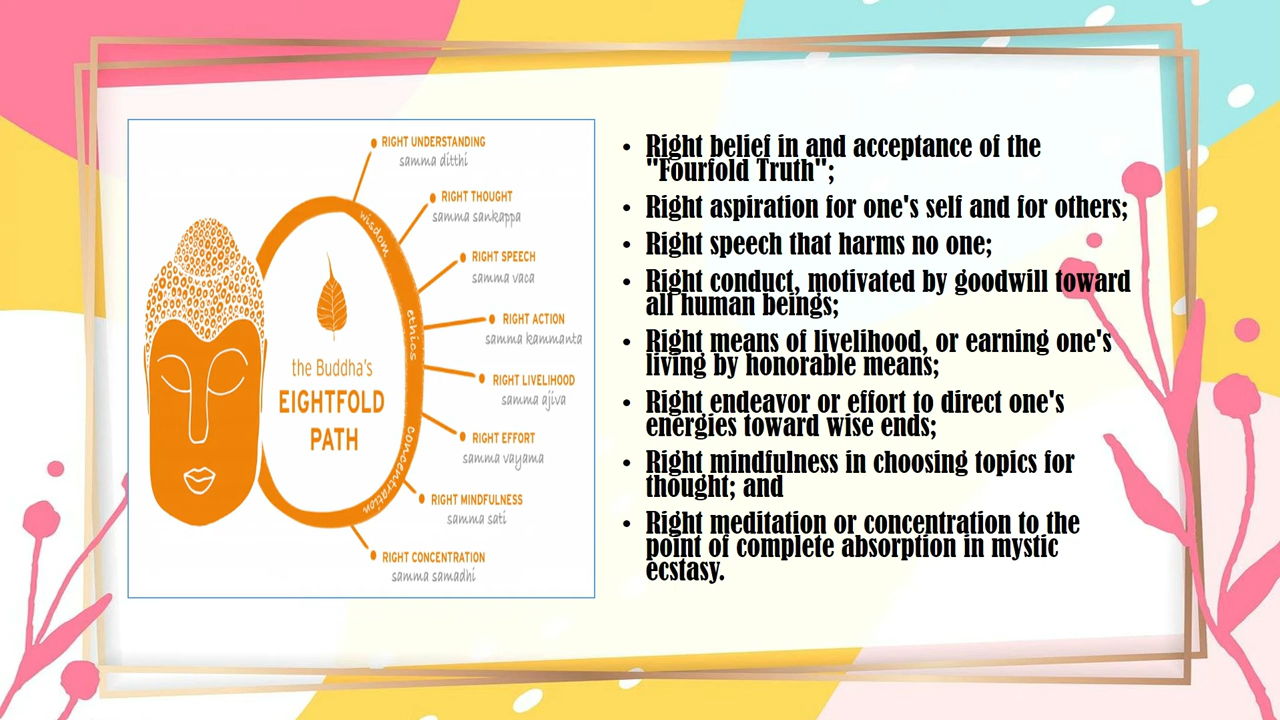 RIGHT UNDERSTANDING
samma ditthi
RIGHT THOUGHT
samma sankappa
RIGHT SPEECH
samma vaca
RIGHT ACTION
samma kammanta
RIGHT LIVELIHOOD
samma ajiva
RIGHT EFFORT
samma vayama
RIGHT MINDFULNESS
samma sati
RIGHT CONCENTRATION
samma samadhi
wisdom
ethics
concentration
the Buddha's
EIGHTFOLD
PATH
• Right belief in and acceptance of the
"Fourfold Truth";
• Right aspiration for one's self and for others;
• Right speech that harms no one;
• Right conduct, motivated by goodwill toward
all human beings;
• Right means of livelihood, or earning one's
living by honorable means;
• Right endeavor or effort to direct one's
energies toward wise ends;
• Right mindfulness in choosing topics for
thought; and
• Right meditation or concentration to the
point of complete absorption in mystic
ecstasy.